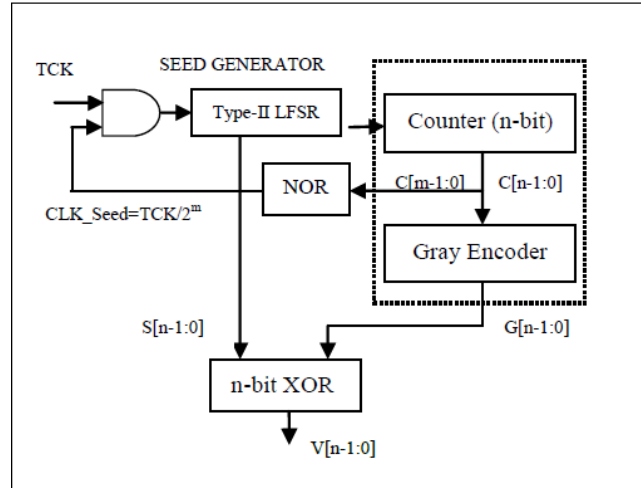 SEED GENERATOR
TCK
Type-II LFSR
Counter (n-bit)
NOR
C[m-1:0]
C[n-1:0]
CLK_Seed=TCK/2^m
Gray Encoder
S[n-1:0]
G[n-1:0]
n-bit XOR
V[n-1:0]